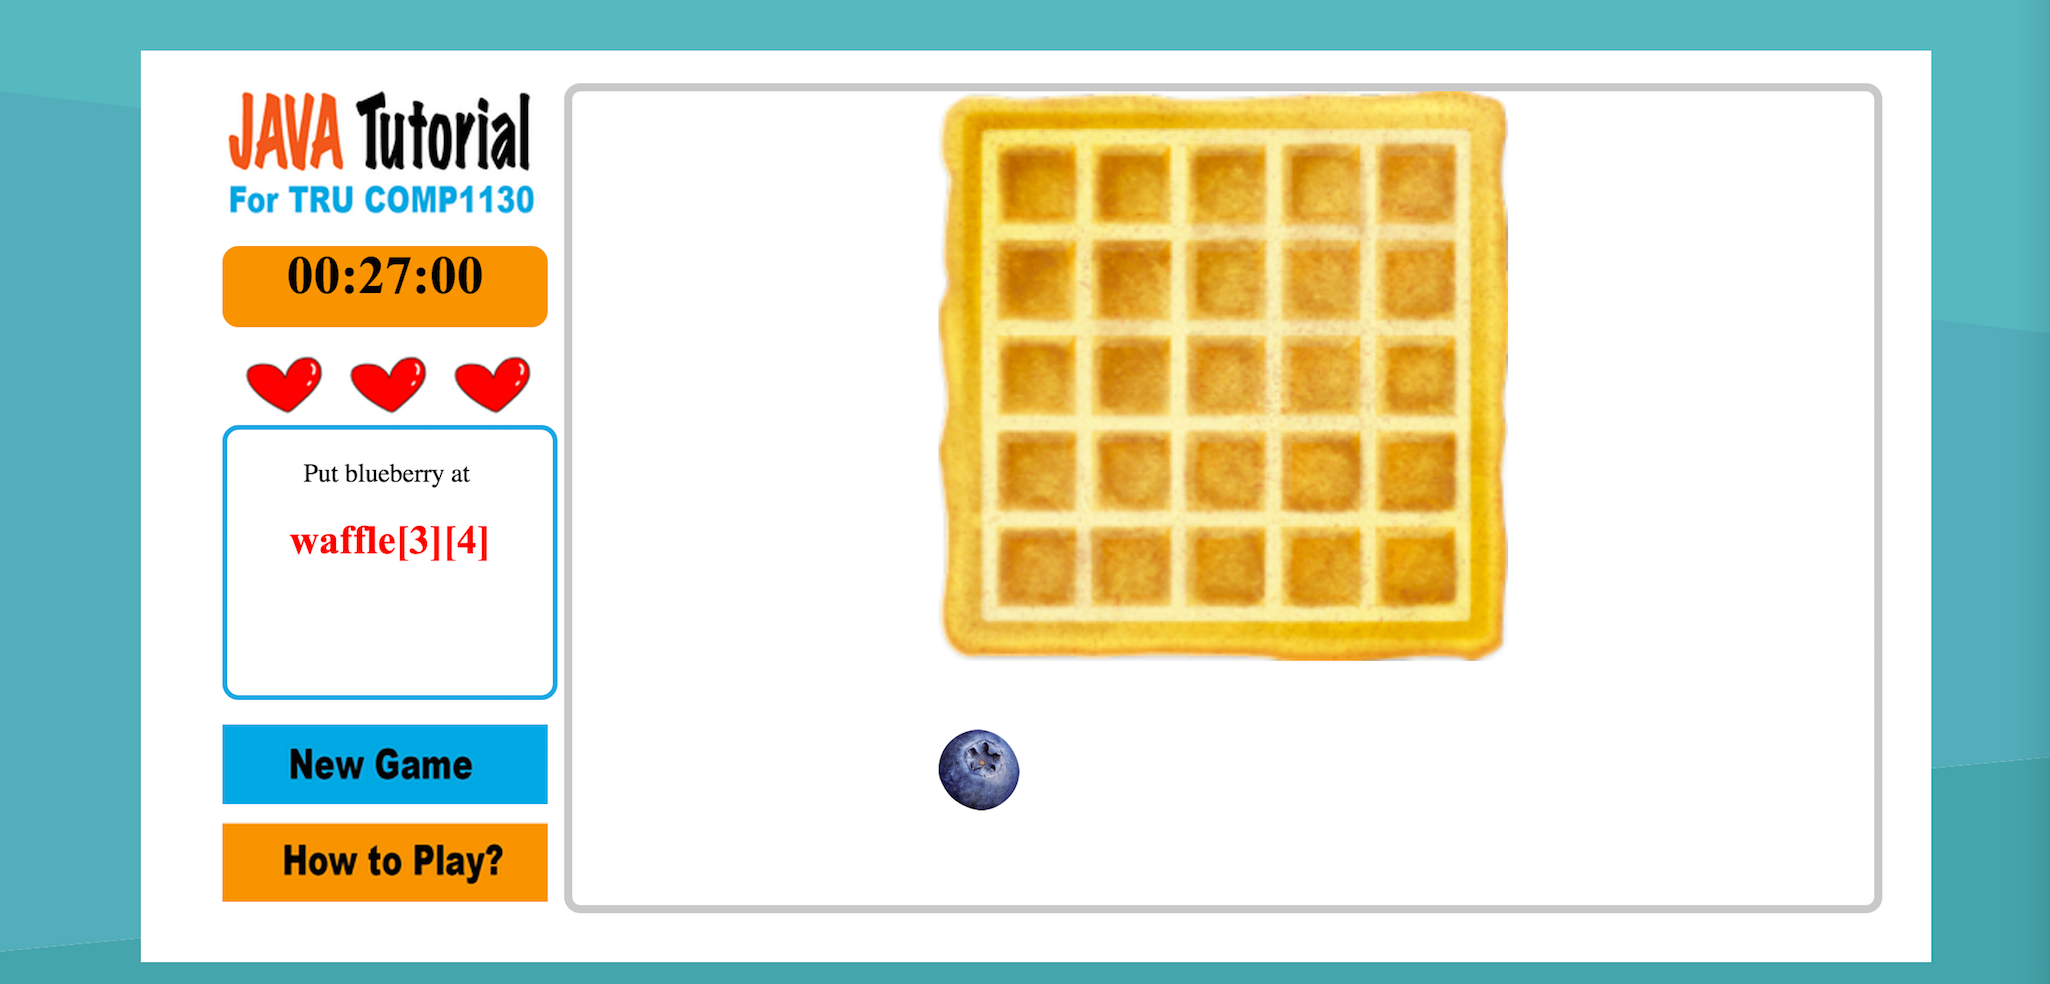 JAVA Tutorial
For TRU COMP1130
00:27:00
Put blueberry at
waffle[3][4]
New Game
How to Play?